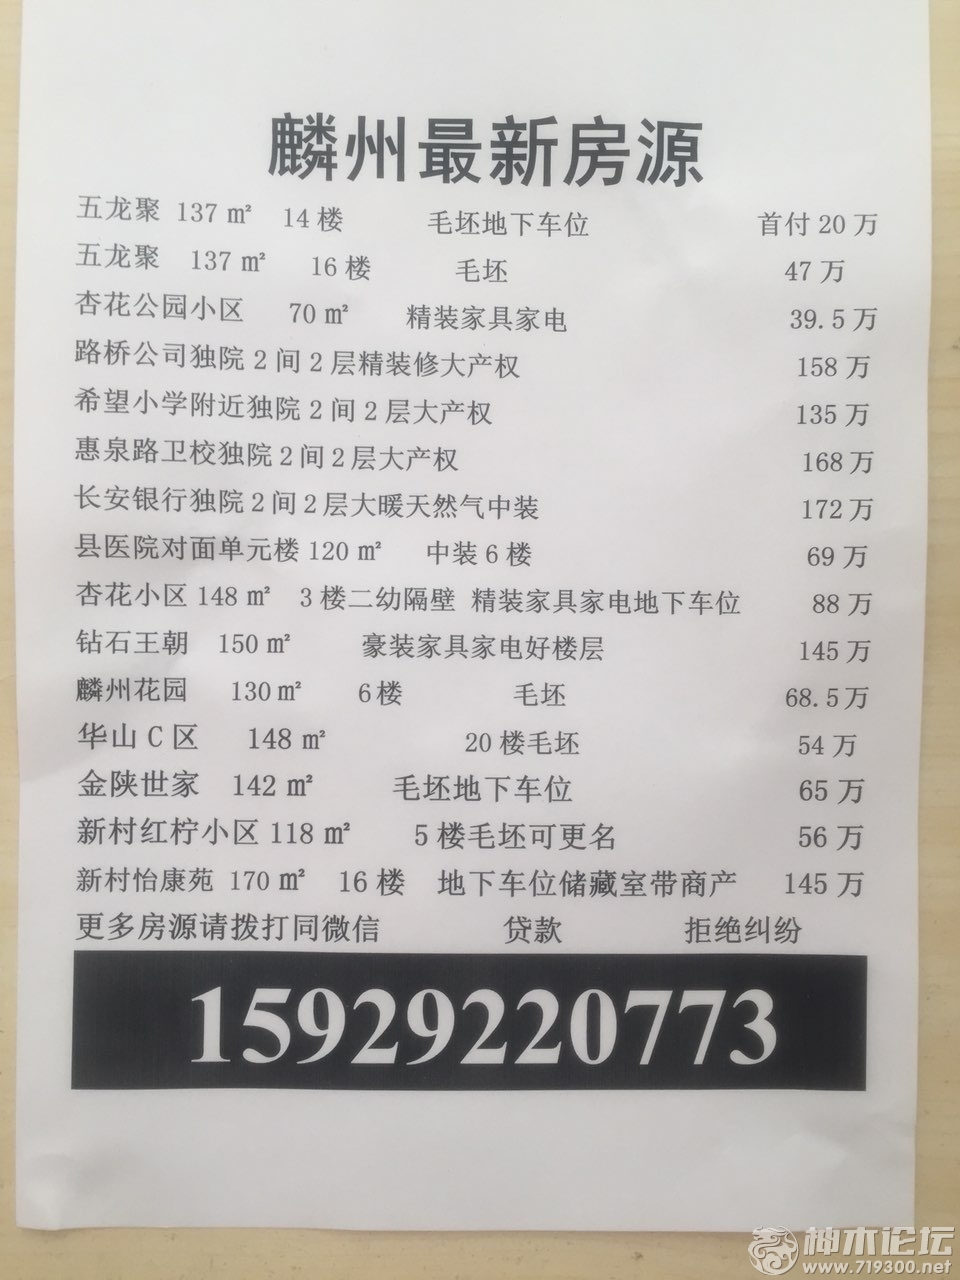 麟州最新房源
五龙聚 137㎡ 14楼 毛坯地下车位 首付20万
五龙聚 137㎡ 16楼 毛坯 47万
杏花公园小区 70㎡ 精装家具家电 39.5万
路桥公司独院2间2层精装修大产权 158万
希望小学附近独院2间2层大产权 135万
惠泉路卫校独院2间2层大产权 168万
长安银行独院2间2层大暖天然气中装 172万
县医院对面单元楼120㎡ 中装6楼 69万
杏花小区148㎡ 3楼二幼隔壁 精装家具家电地下车位 88万
钻石王朝 150㎡ 豪装家具家电好楼层 145万
麟州花园 130㎡ 6楼 毛坯 68.5万
华山C区 148㎡ 20楼毛坯 54万
金陕世家 142㎡ 毛坯地下车位 65万
新村红柠小区118㎡ 5楼毛坯可更名 56万
新村怡康苑 170㎡ 16楼 地下车位储藏室带商产 145万
更多房源请拨打同微信 贷款 拒绝纠纷
15929220773
神木论坛
www.719300.net